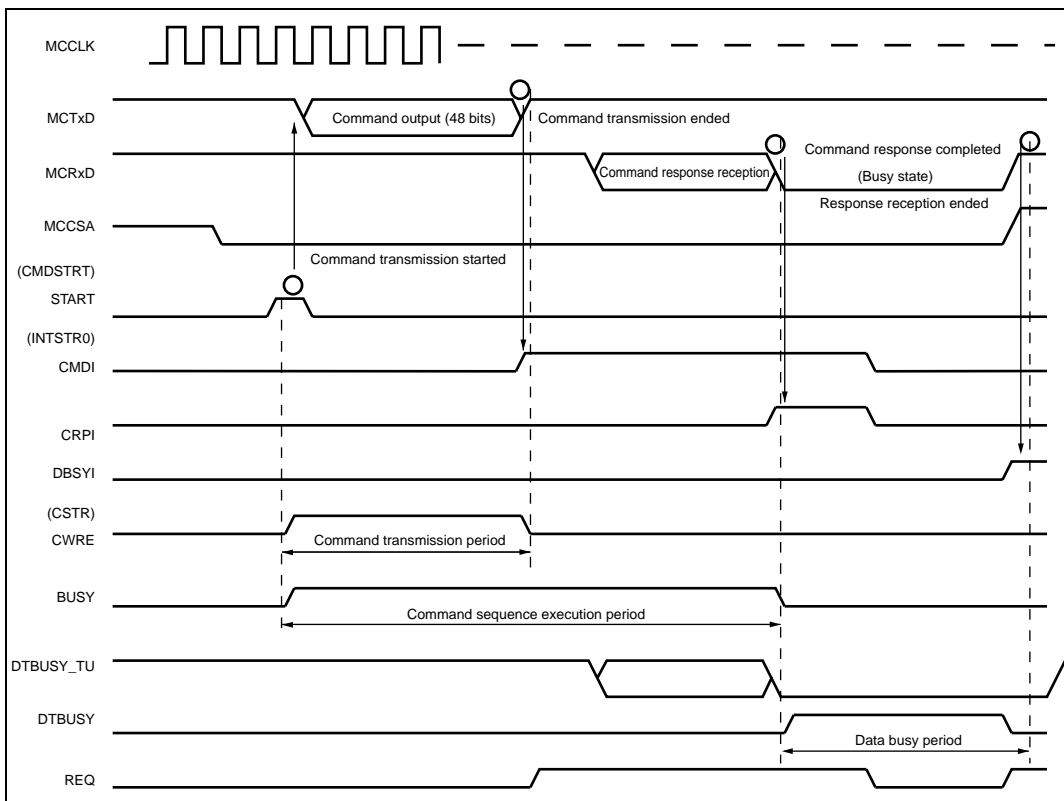 MCCLK
MCTxD
Command output (48 bits)
Command transmission ended
MCRxD
Command response reception
Command response completed
(Busy state)
Response reception ended
MCCSA
Command transmission started
(CMDSTRT)
START
(INTSTR0)
CMDI
CRPI
DBSYI
(CSTR)
CWRE
Command transmission period
BUSY
Command sequence execution period
DTBUSY_TU
DTBUSY
Data busy period
REQ